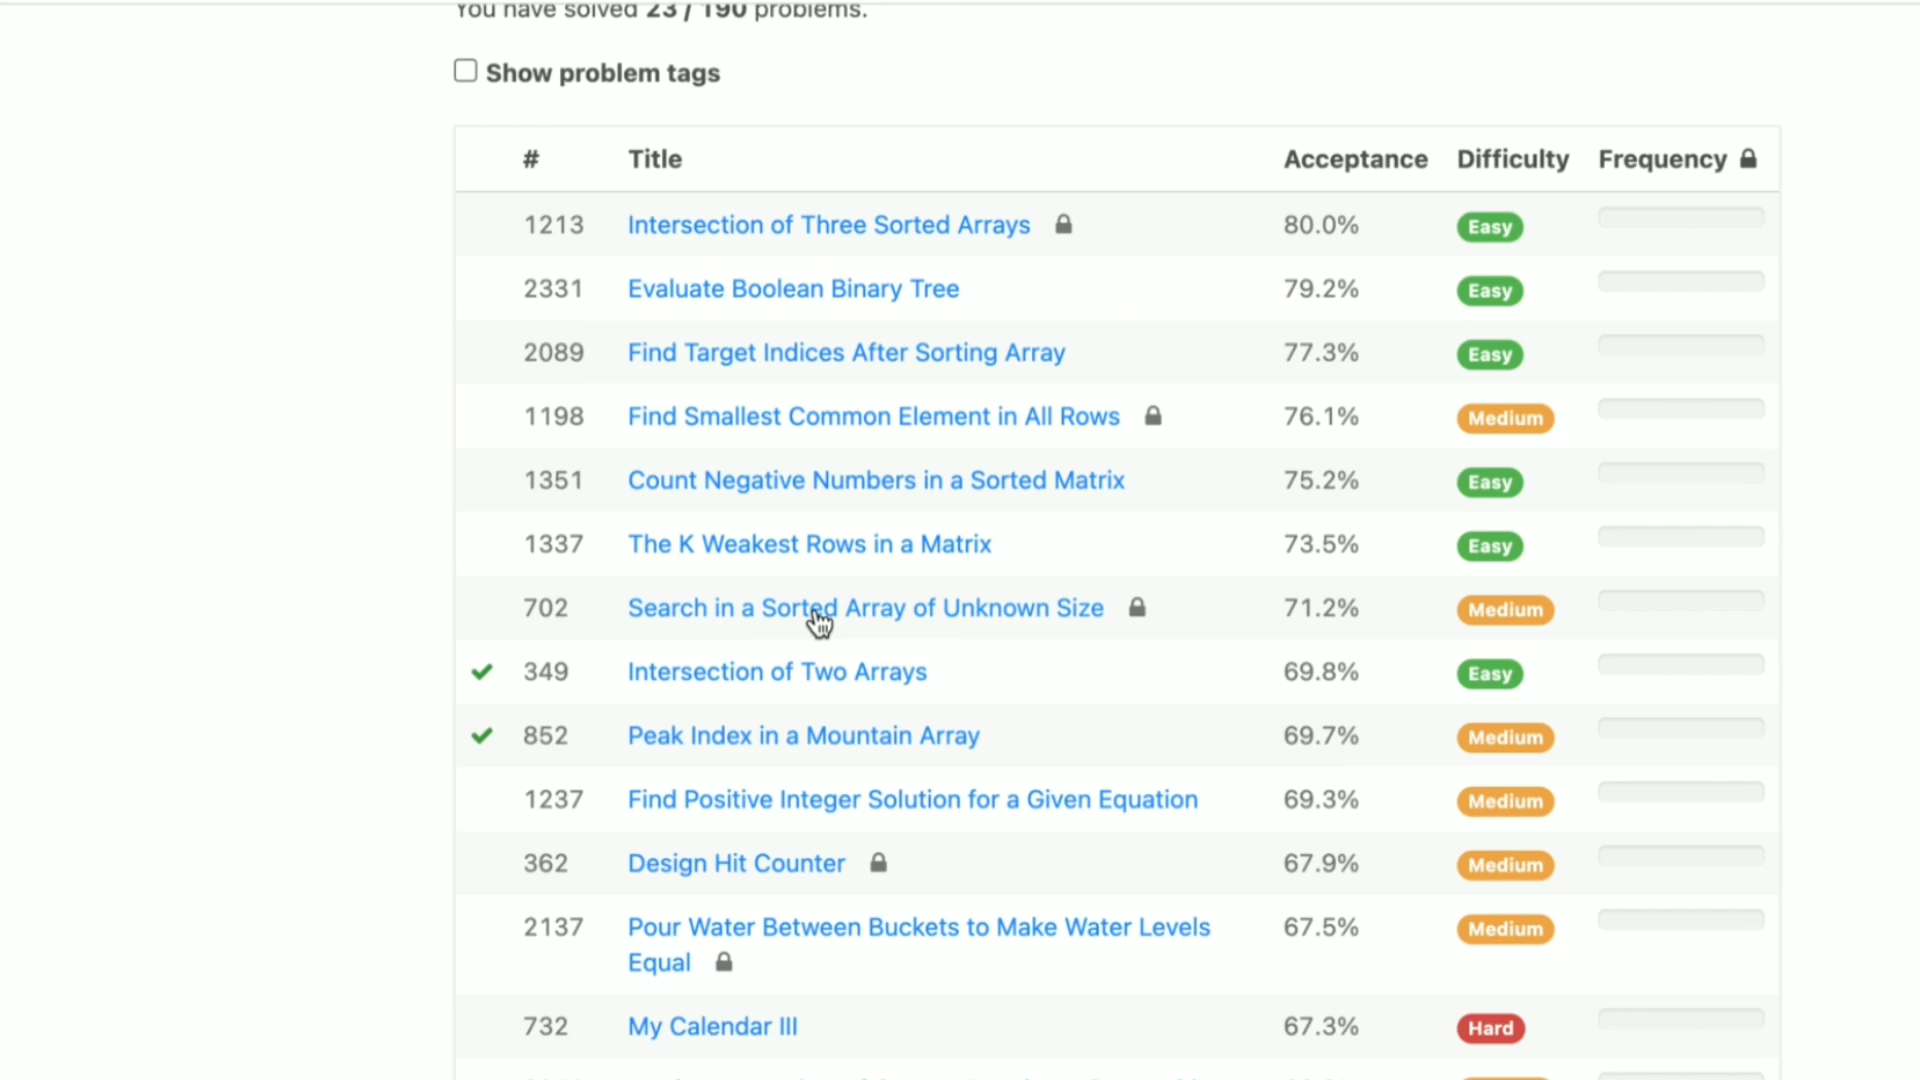 You have solved 23 / 190 problems.
Show problem tags
# Title Acceptance Difficulty Frequency
1213 Intersection of Three Sorted Arrays 80.0% Easy
2331 Evaluate Boolean Binary Tree 79.2% Easy
2089 Find Target Indices After Sorting Array 77.3% Easy
1198 Find Smallest Common Element in All Rows 76.1% Medium
1351 Count Negative Numbers in a Sorted Matrix 75.2% Easy
1337 The K Weakest Rows in a Matrix 73.5% Easy
702 Search in a Sorted Array of Unknown Size 71.2% Medium
349 Intersection of Two Arrays 69.8% Easy
852 Peak Index in a Mountain Array 69.7% Medium
1237 Find Positive Integer Solution for a Given Equation 69.3% Medium
362 Design Hit Counter 67.9% Medium
2137 Pour Water Between Buckets to Make Water Levels 67.5% Medium
Equal
732 My Calendar III 67.3% Hard